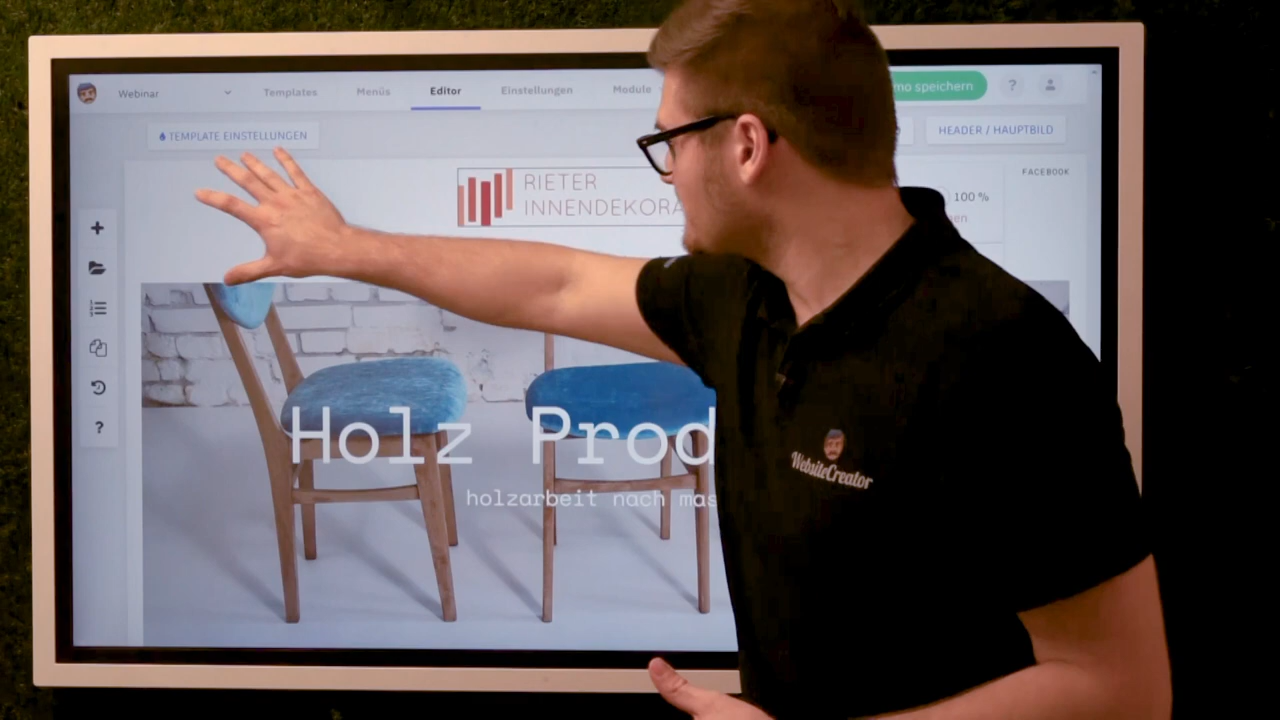 Webinar
Templates
Menüs
Editor
Einstellungen
Module
mo speichern
?
TEMPLATE EINSTELLUNGEN
HEADER / HAUPTBILD
FACEBOOK
RIETER
INNENDEKORA
100 %
en
?
Holz Prod
holzarbeit nach mas
WebsiteCreator